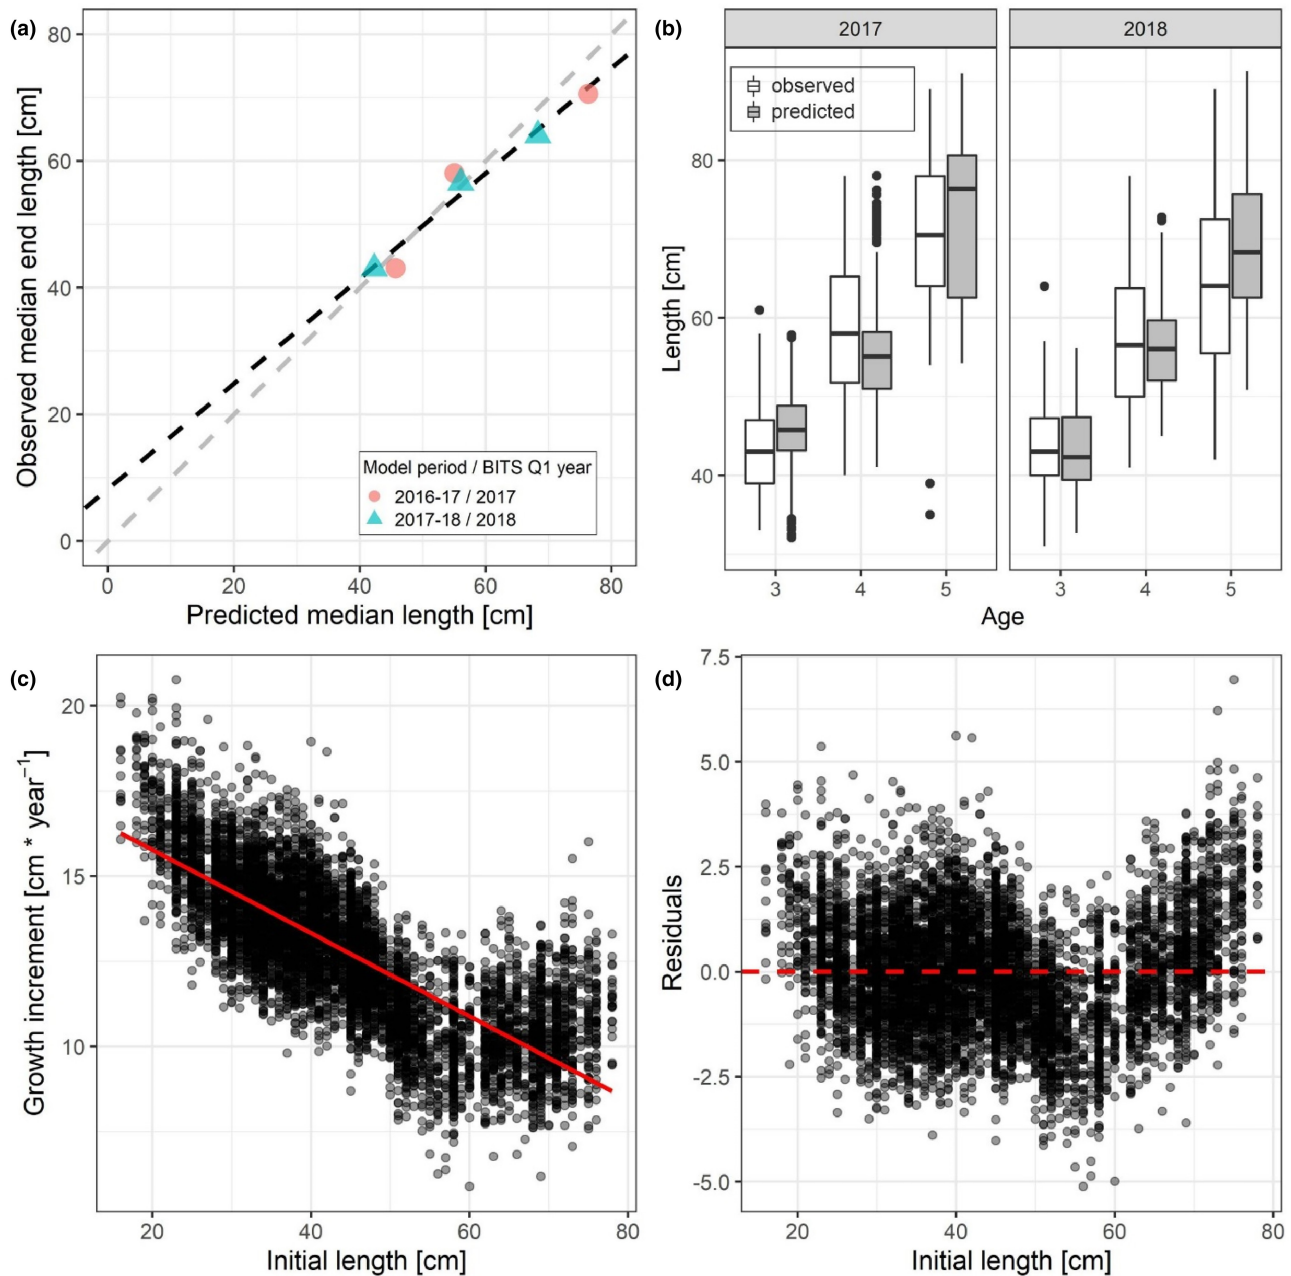 (a)
80
60
40
20
0
Observed median end length [cm]
Model period / BITS Q1 year
2016-17 / 2017
2017-18 / 2018
0 20 40 60 80
Predicted median length [cm]
(b)
2017 2018
observed
predicted
80
60
40
Length [cm]
3 4 5 3 4 5
Age
(c)
20
15
10
Growth increment [cm * year⁻¹]
20 40 60 80
Initial length [cm]
(d)
7.5
5.0
2.5
0.0
-2.5
-5.0
Residuals
20 40 60 80
Initial length [cm]